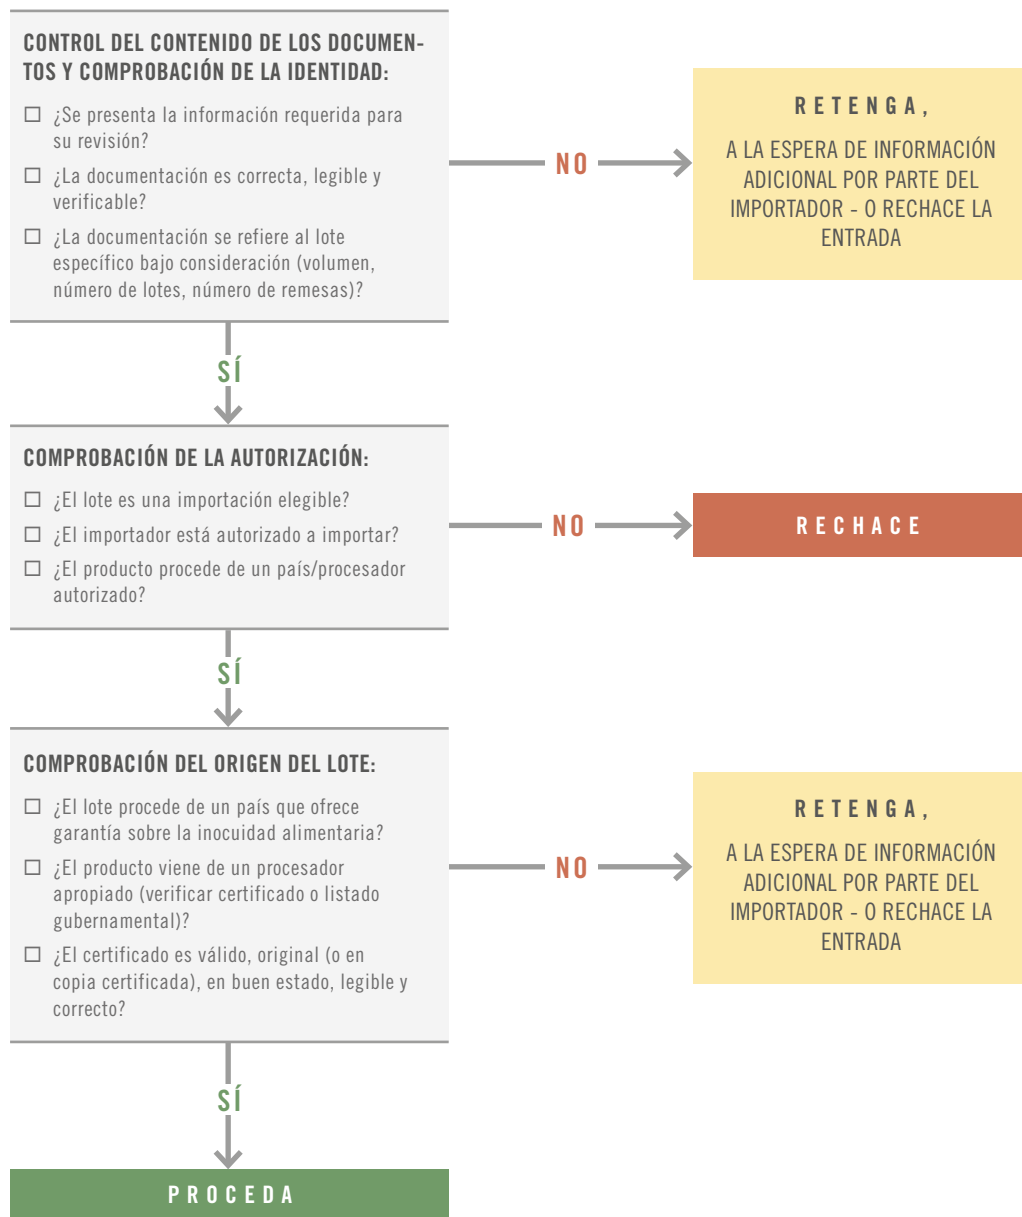 CONTROL DEL CONTENIDO DE LOS DOCUMEN-
TOS Y COMPROBACIÓN DE LA IDENTIDAD:
☐ ¿Se presenta la información requerida para
su revisión?
☐ ¿La documentación es correcta, legible y
verificable?
☐ ¿La documentación se refiere al lote
específico bajo consideración (volumen,
número de lotes, número de remesas)?
NO
RETENGA,
A LA ESPERA DE INFORMACIÓN
ADICIONAL POR PARTE DEL
IMPORTADOR - O RECHACE LA
ENTRADA
SÍ
COMPROBACIÓN DE LA AUTORIZACIÓN:
☐ ¿El lote es una importación elegible?
☐ ¿El importador está autorizado a importar?
☐ ¿El producto procede de un país/procesador
autorizado?
NO
RECHACE
SÍ
COMPROBACIÓN DEL ORIGEN DEL LOTE:
☐ ¿El lote procede de un país que ofrece
garantía sobre la inocuidad alimentaria?
☐ ¿El producto viene de un procesador
apropiado (verificar certificado o listado
gubernamental)?
☐ ¿El certificado es válido, original (o en
copia certificada), en buen estado, legible y
correcto?
NO
RETENGA,
A LA ESPERA DE INFORMACIÓN
ADICIONAL POR PARTE DEL
IMPORTADOR - O RECHACE LA
ENTRADA
SÍ
PROCEDA